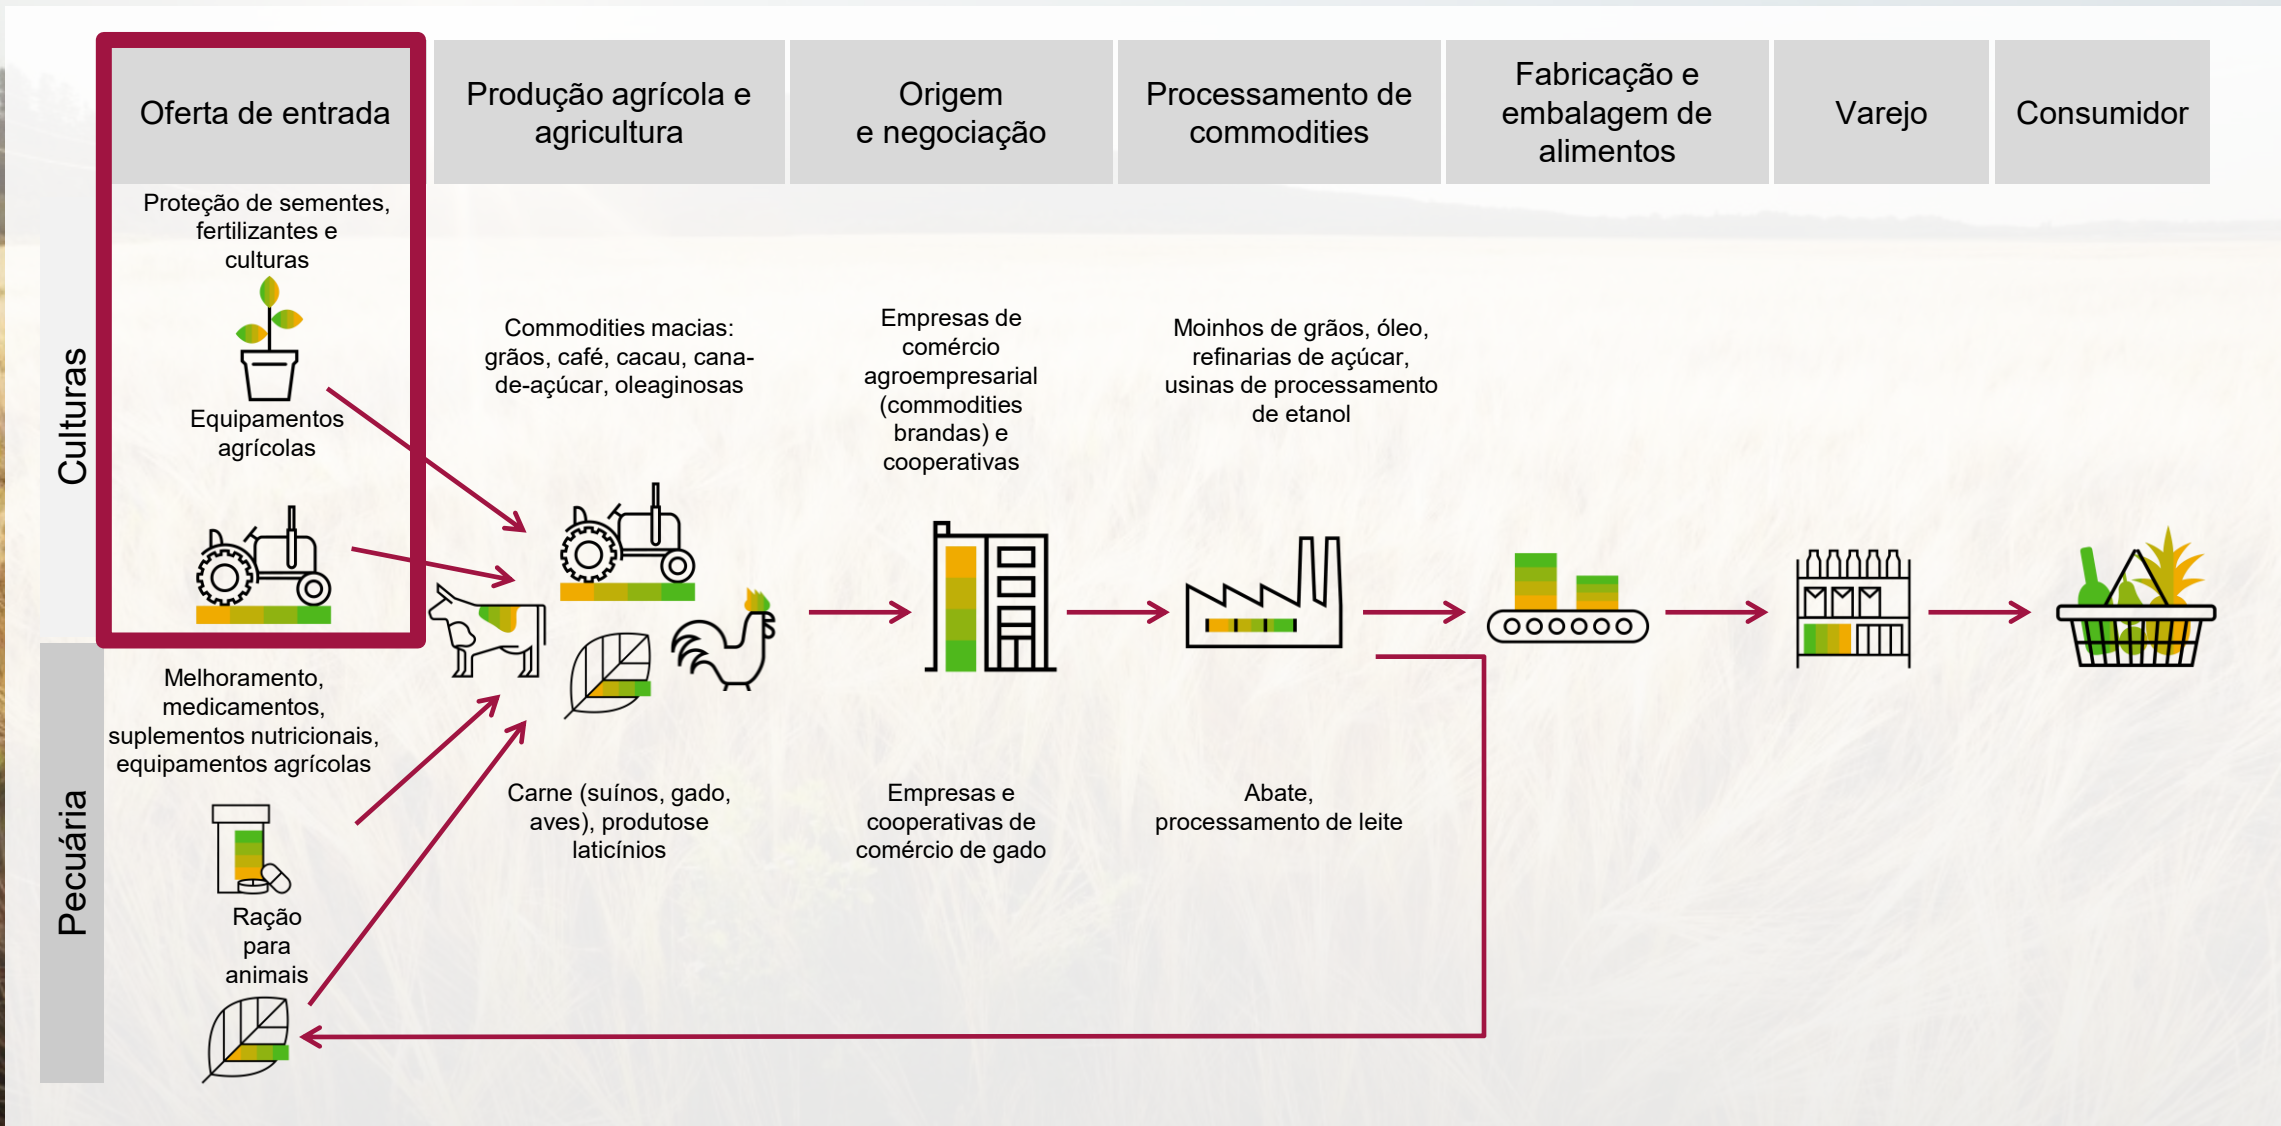 Oferta de entrada
Produção agrícola e
agricultura
Origem
e negociação
Processamento de
commodities
Fabricação e
embalagem de
alimentos
Varejo
Consumidor
Culturas
Proteção de sementes,
fertilizantes e
culturas
Equipamentos
agrícolas
Commodities macias:
grãos, café, cacau, cana-
de-açúcar, oleaginosas
Empresas de
comércio
agroempresarial
(commodities
brandas) e
cooperativas
Moinhos de grãos, óleo,
refinarias de açúcar,
usinas de processamento
de etanol
Pecuária
Melhoramento,
medicamentos,
suplementos nutricionais,
equipamentos agrícolas
Ração
para
animais
Carne (suínos, gado,
aves), produtose
laticínios
Empresas e
cooperativas de
comércio de gado
Abate,
processamento de leite